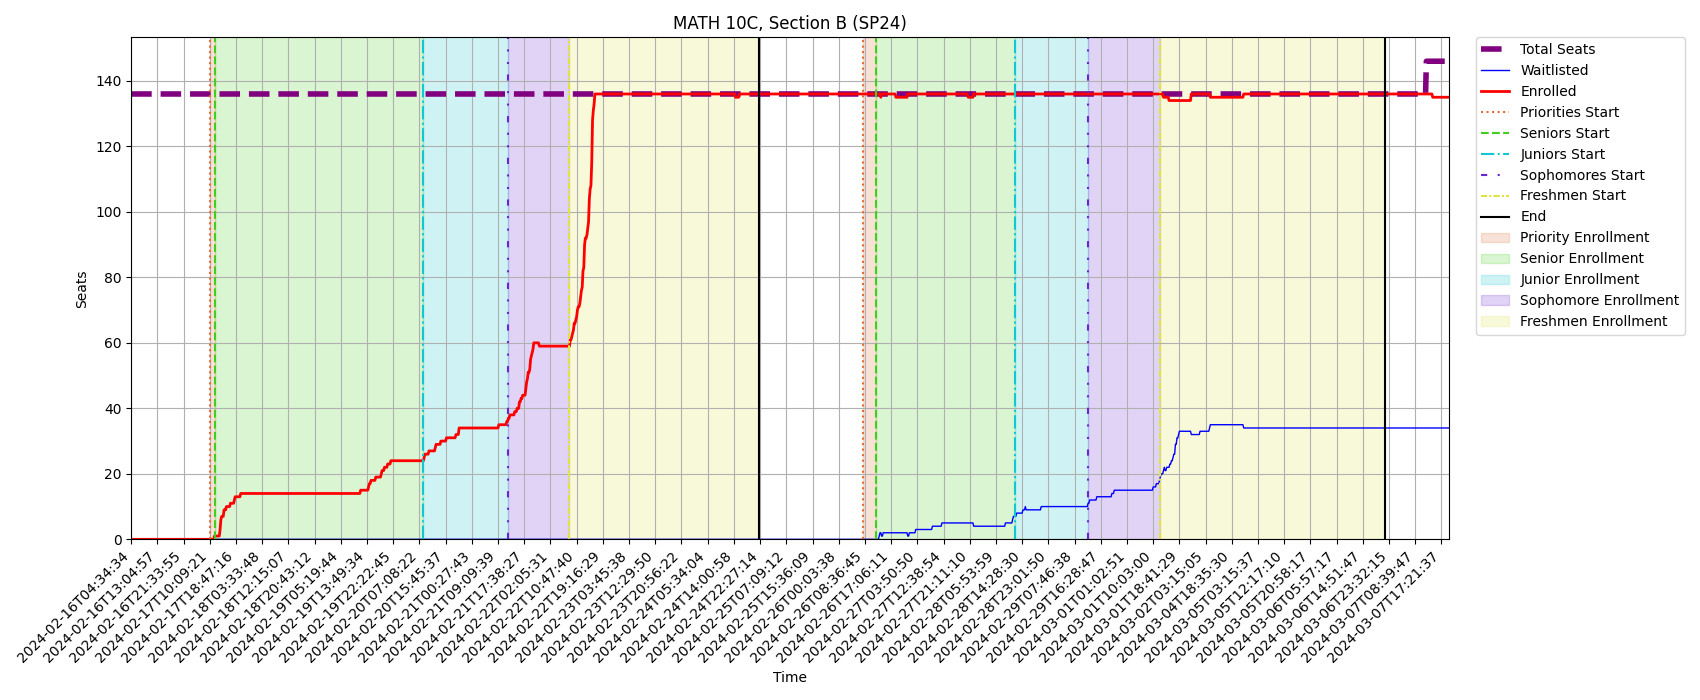 MATH 10C, Section B (SP24)
Seats
140
120
100
80
60
40
20
0
2024-02-16T04:34:34
2024-02-16T13:04:57
2024-02-16T21:33:55
2024-02-17T10:09:21
2024-02-17T18:47:16
2024-02-18T03:33:48
2024-02-18T12:15:07
2024-02-18T20:43:12
2024-02-19T05:19:44
2024-02-19T13:49:34
2024-02-19T22:22:45
2024-02-20T07:08:22
2024-02-20T15:45:37
2024-02-21T00:27:43
2024-02-21T09:09:39
2024-02-21T17:38:27
2024-02-22T02:05:31
2024-02-22T10:47:40
2024-02-22T19:16:29
2024-02-23T03:45:38
2024-02-23T12:29:50
2024-02-23T20:56:22
2024-02-24T05:34:04
2024-02-24T14:00:58
2024-02-24T22:27:14
2024-02-25T07:09:12
2024-02-25T15:36:09
2024-02-26T00:03:38
2024-02-26T08:36:45
2024-02-26T17:06:11
2024-02-27T03:50:50
2024-02-27T12:38:54
2024-02-27T21:11:10
2024-02-28T05:53:59
2024-02-28T14:28:30
2024-02-28T23:01:50
2024-02-29T07:46:38
2024-02-29T16:28:47
2024-03-01T01:02:51
2024-03-01T10:03:00
2024-03-01T18:41:29
2024-03-02T03:15:05
2024-03-04T18:35:30
2024-03-05T03:15:37
2024-03-05T12:17:10
2024-03-05T20:58:17
2024-03-06T05:57:17
2024-03-06T14:51:47
2024-03-06T23:32:15
2024-03-07T08:39:47
2024-03-07T17:21:37
Time
Total Seats
Waitlisted
Enrolled
Priorities Start
Seniors Start
Juniors Start
Sophomores Start
Freshmen Start
End
Priority Enrollment
Senior Enrollment
Junior Enrollment
Sophomore Enrollment
Freshmen Enrollment